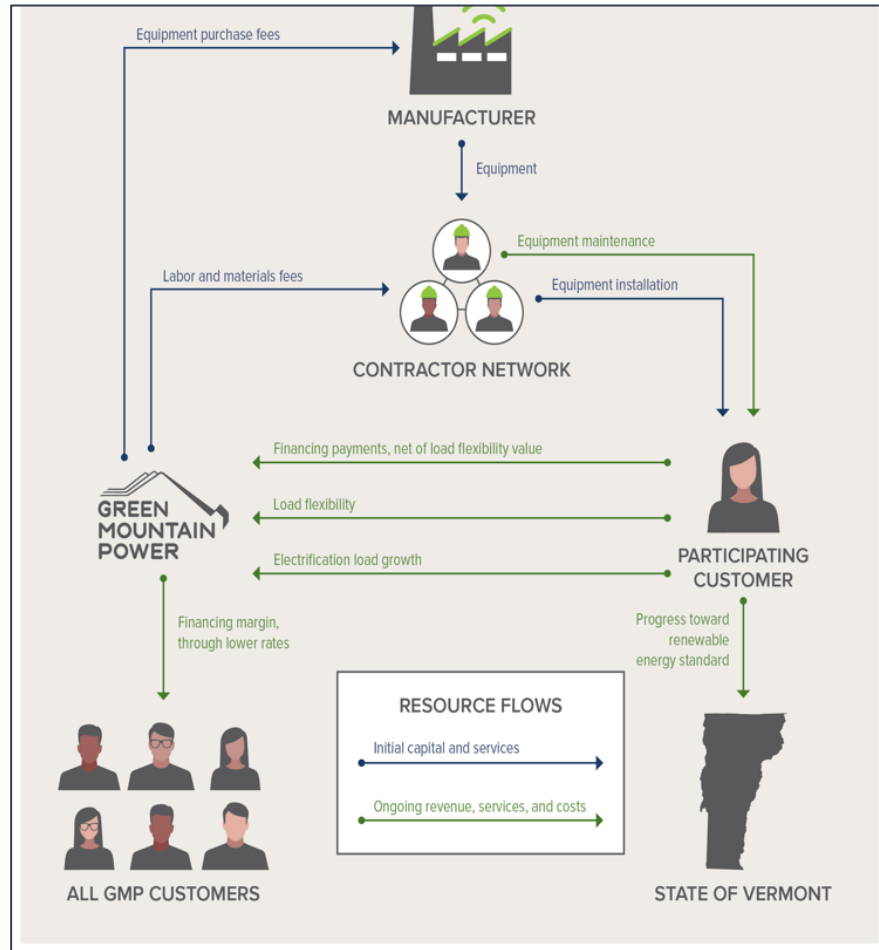 Equipment purchase fees
MANUFACTURER
Equipment
Equipment maintenance
Labor and materials fees
Equipment installation
CONTRACTOR NETWORK
Financing payments, net of load flexibility value
GREEN
MOUNTAIN
POWER
Load flexibility
Electrification load growth
PARTICIPATING
CUSTOMER
Financing margin,
through lower rates
Progress toward
renewable
energy standard
RESOURCE FLOWS
Initial capital and services
Ongoing revenue, services, and costs
ALL GMP CUSTOMERS
STATE OF VERMONT